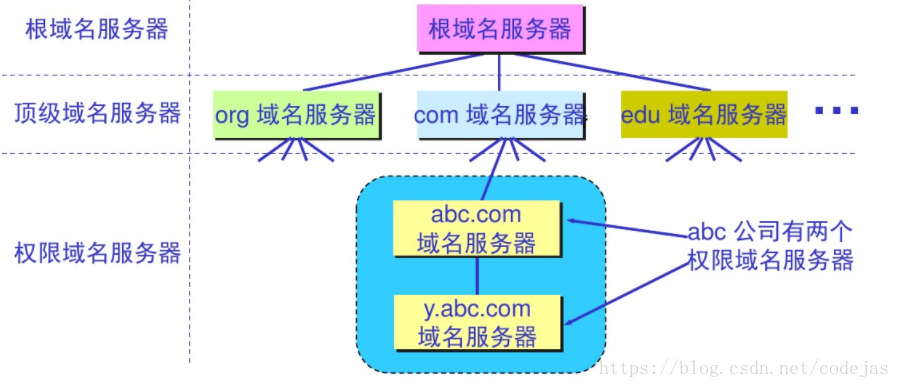 根域名服务器
根域名服务器
顶级域名服务器
org 域名服务器
com 域名服务器
edu 域名服务器
权限域名服务器
abc.com
域名服务器
y.abc.com
域名服务器
abc 公司有两个
权限域名服务器
https://blog.csdn.net/codejas